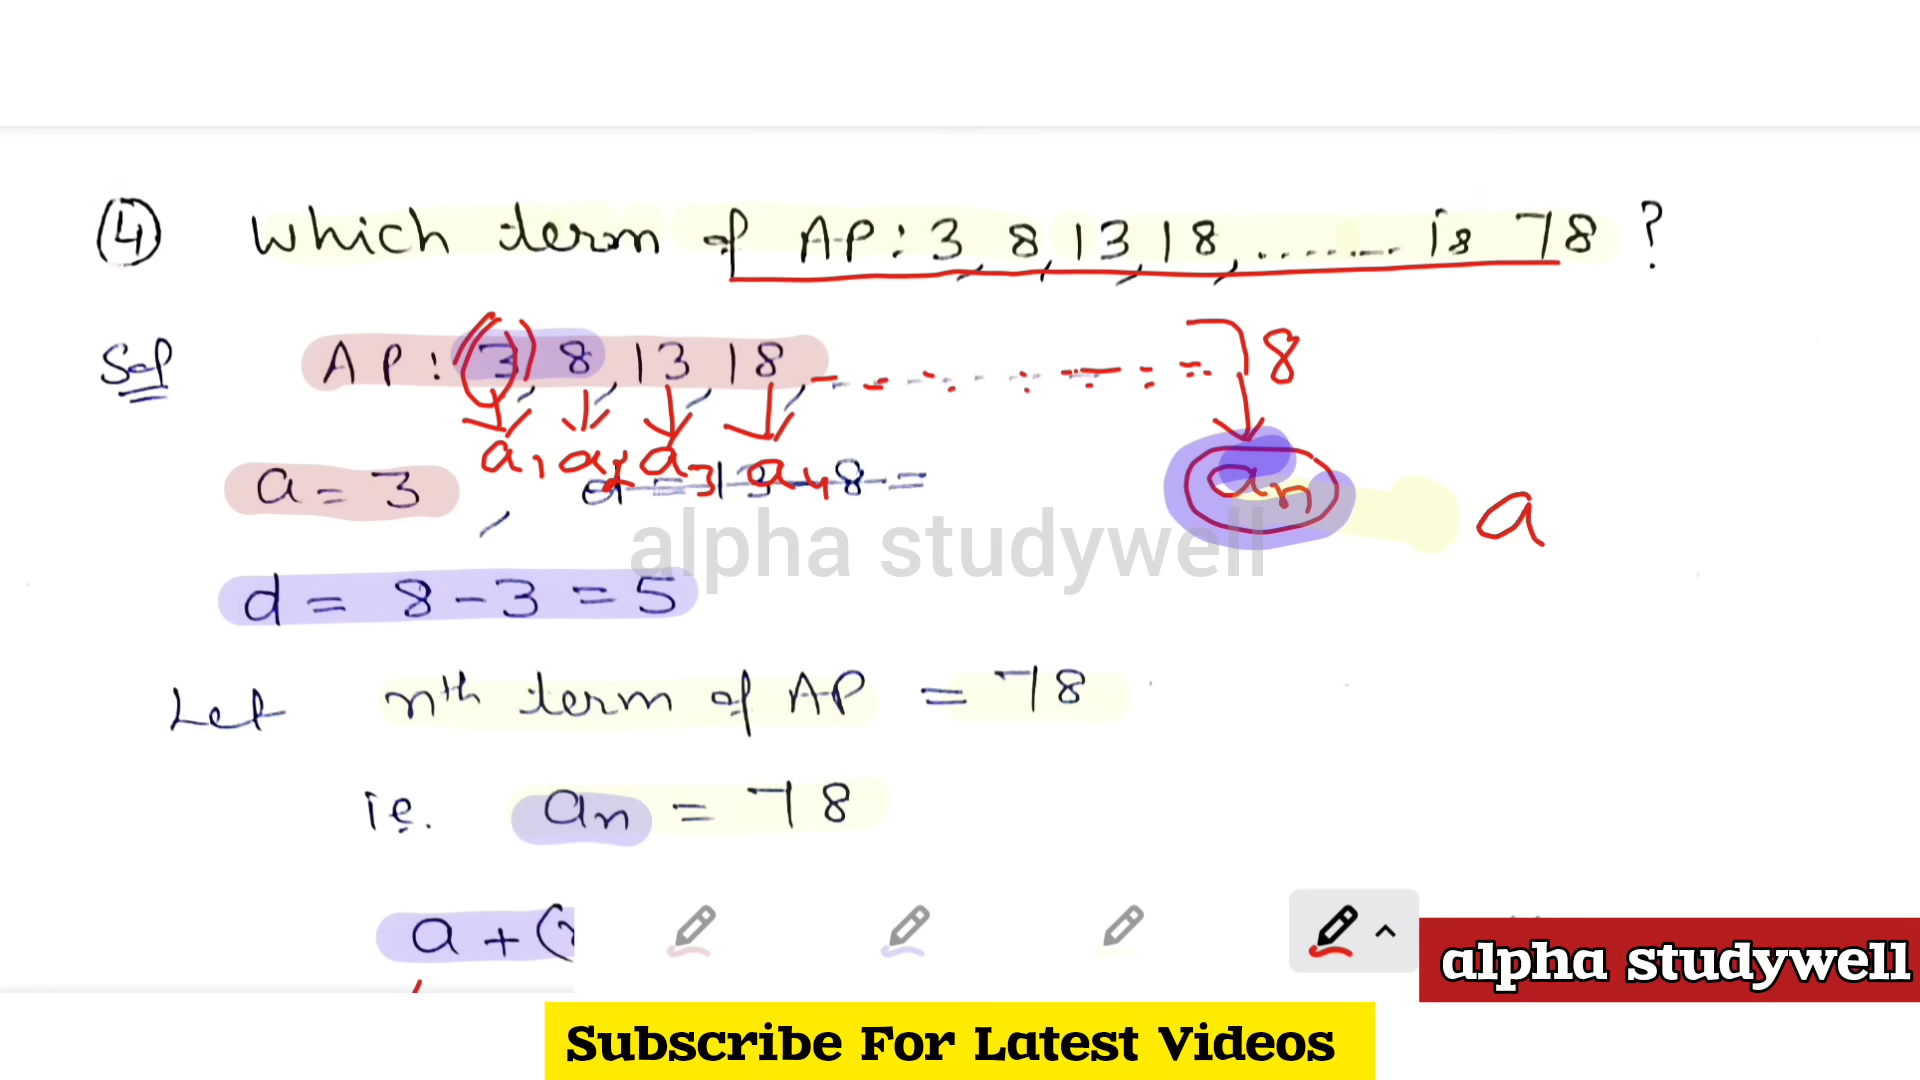 (4) Which term of AP: 3, 8, 13, 18, ........ is 78 ?
Sol AP: 3, 8, 13, 18, 78
a1 a2 a3 a4 an
a = 3,
a
alpha studywell
d = 8 - 3 = 5
Let nth term of AP = 78
ie. an = 78
a + (
alpha studywell
Subscribe For Latest Videos